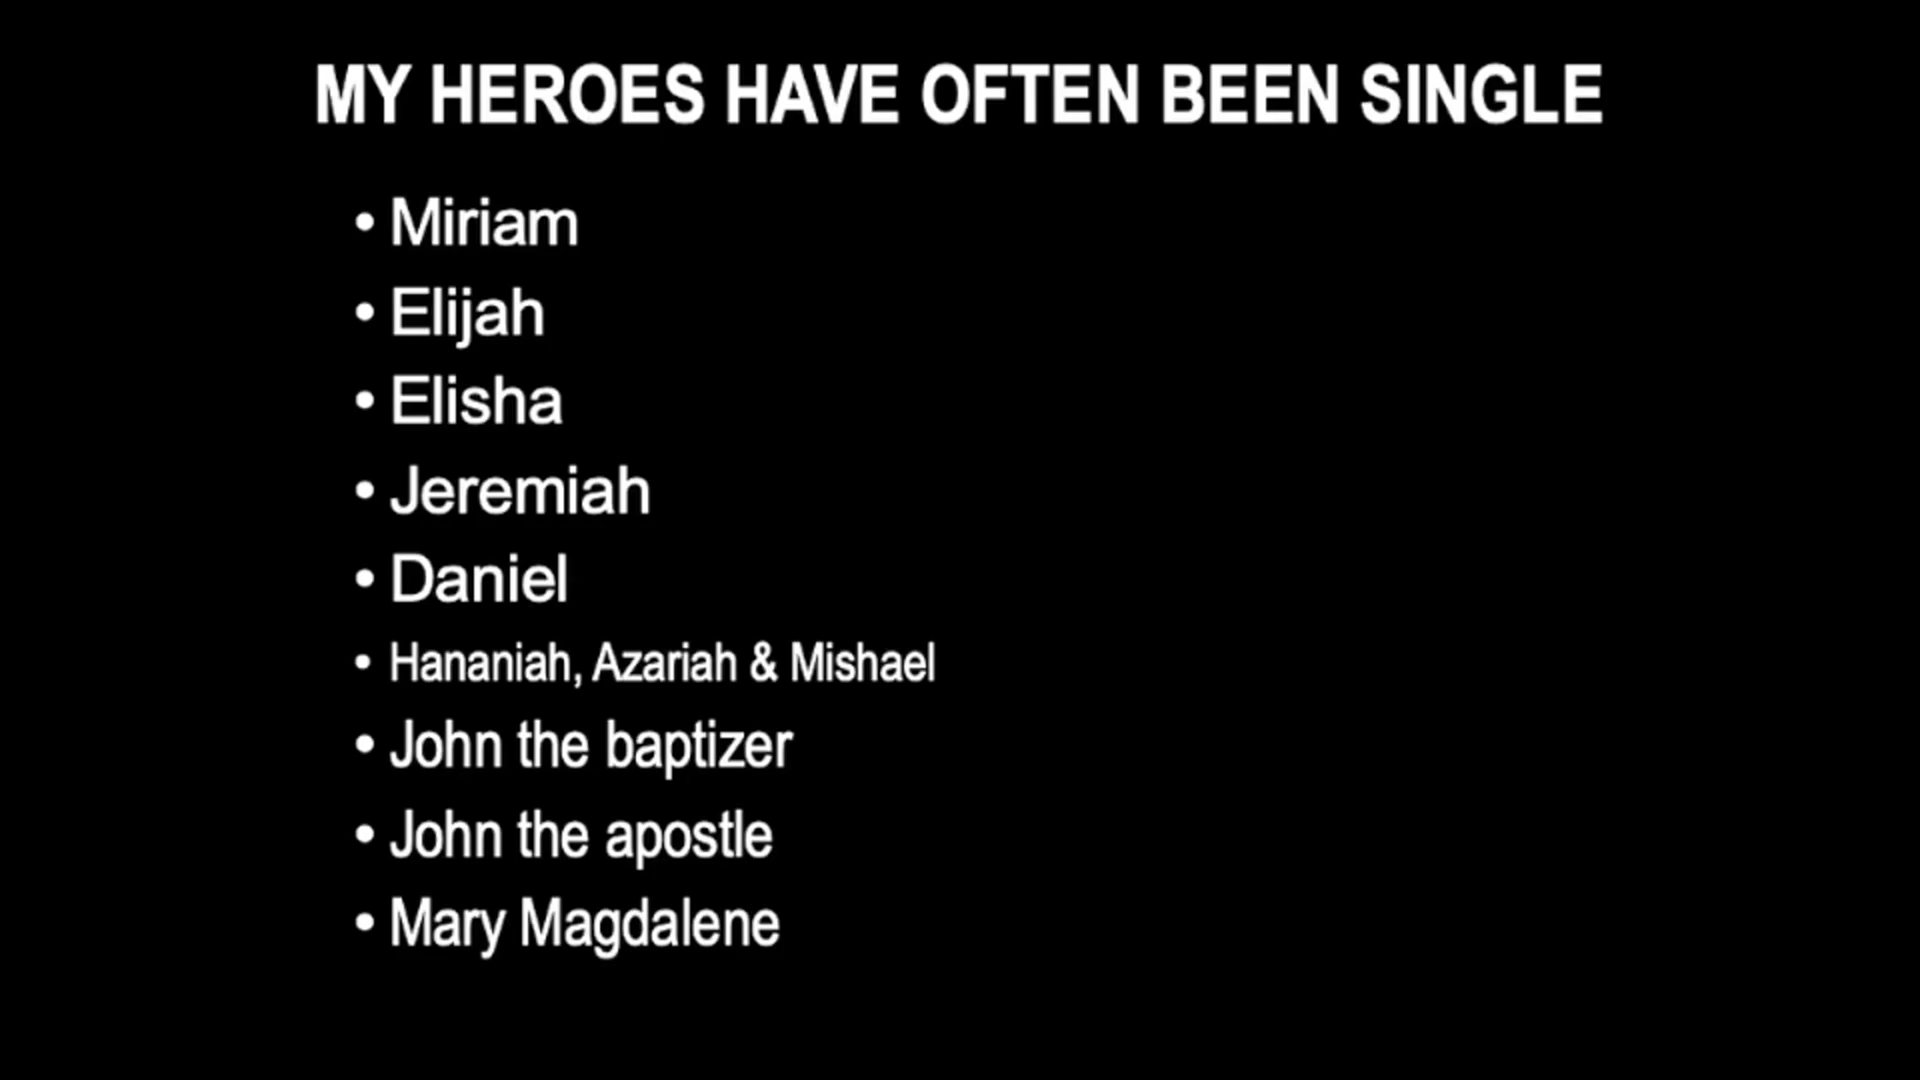 MY HEROES HAVE OFTEN BEEN SINGLE
• Miriam
• Elijah
• Elisha
• Jeremiah
• Daniel
• Hananiah, Azariah & Mishael
• John the baptizer
• John the apostle
• Mary Magdalene